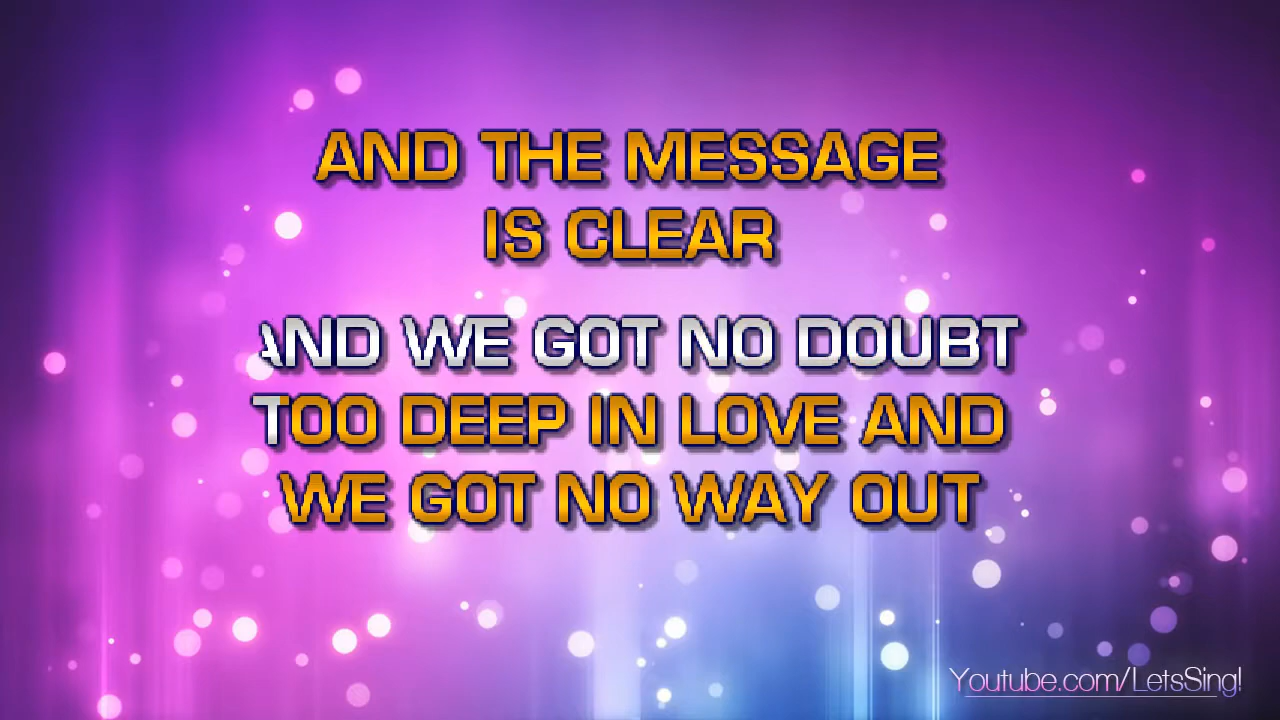 AND THE MESSAGE
IS CLEAR
AND WE GOT NO DOUBT
TOO DEEP IN LOVE AND
WE GOT NO WAY OUT
Youtube.com/LetsSing!